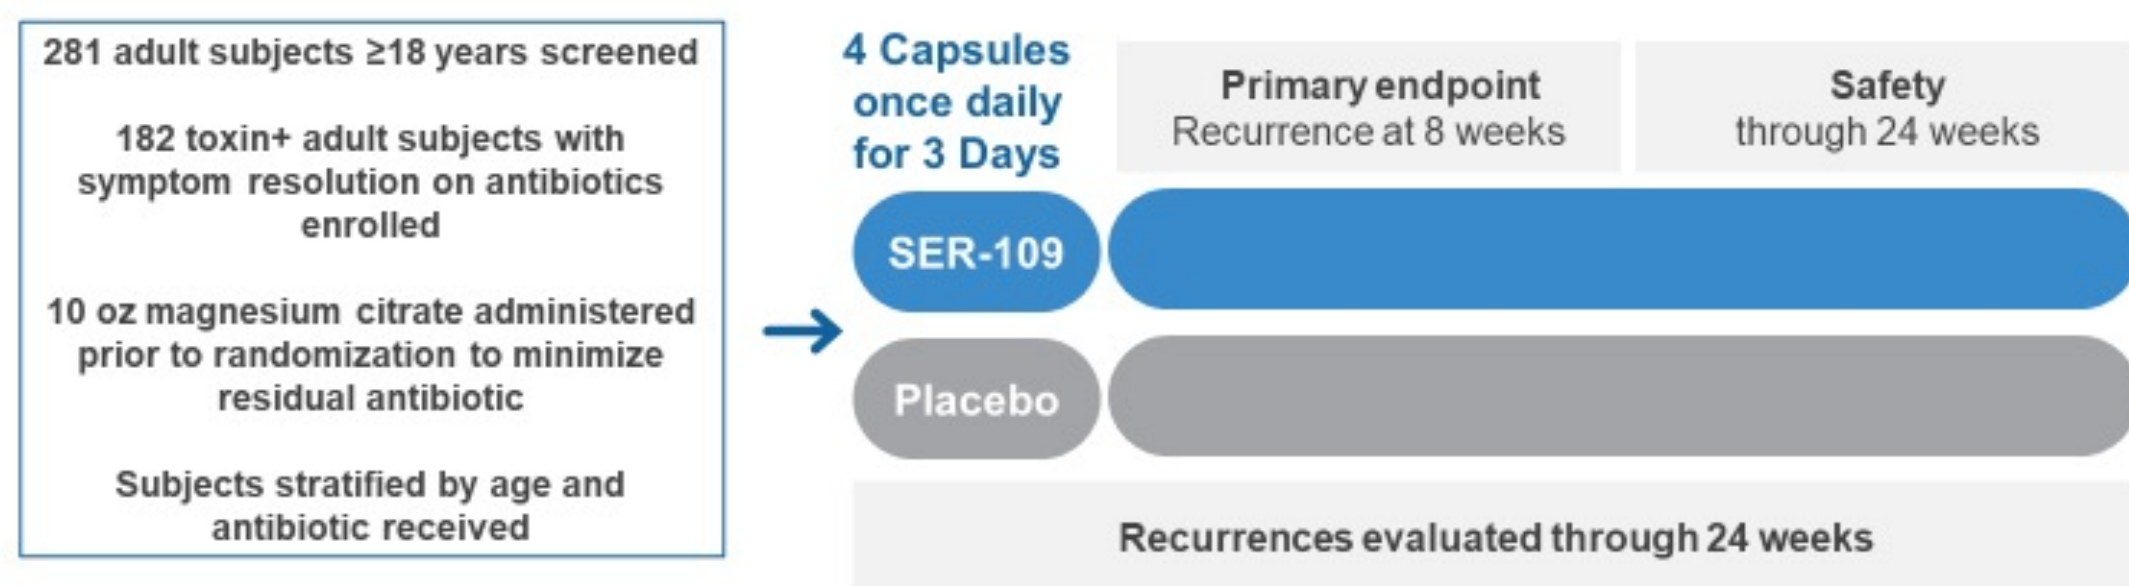 281 adult subjects ≥18 years screened
182 toxin+ adult subjects with
symptom resolution on antibiotics
enrolled
10 oz magnesium citrate administered
prior to randomization to minimize
residual antibiotic
Subjects stratified by age and
antibiotic received
4 Capsules
once daily
for 3 Days
Primary endpoint
Recurrence at 8 weeks
Safety
through 24 weeks
SER-109
Placebo
Recurrences evaluated through 24 weeks